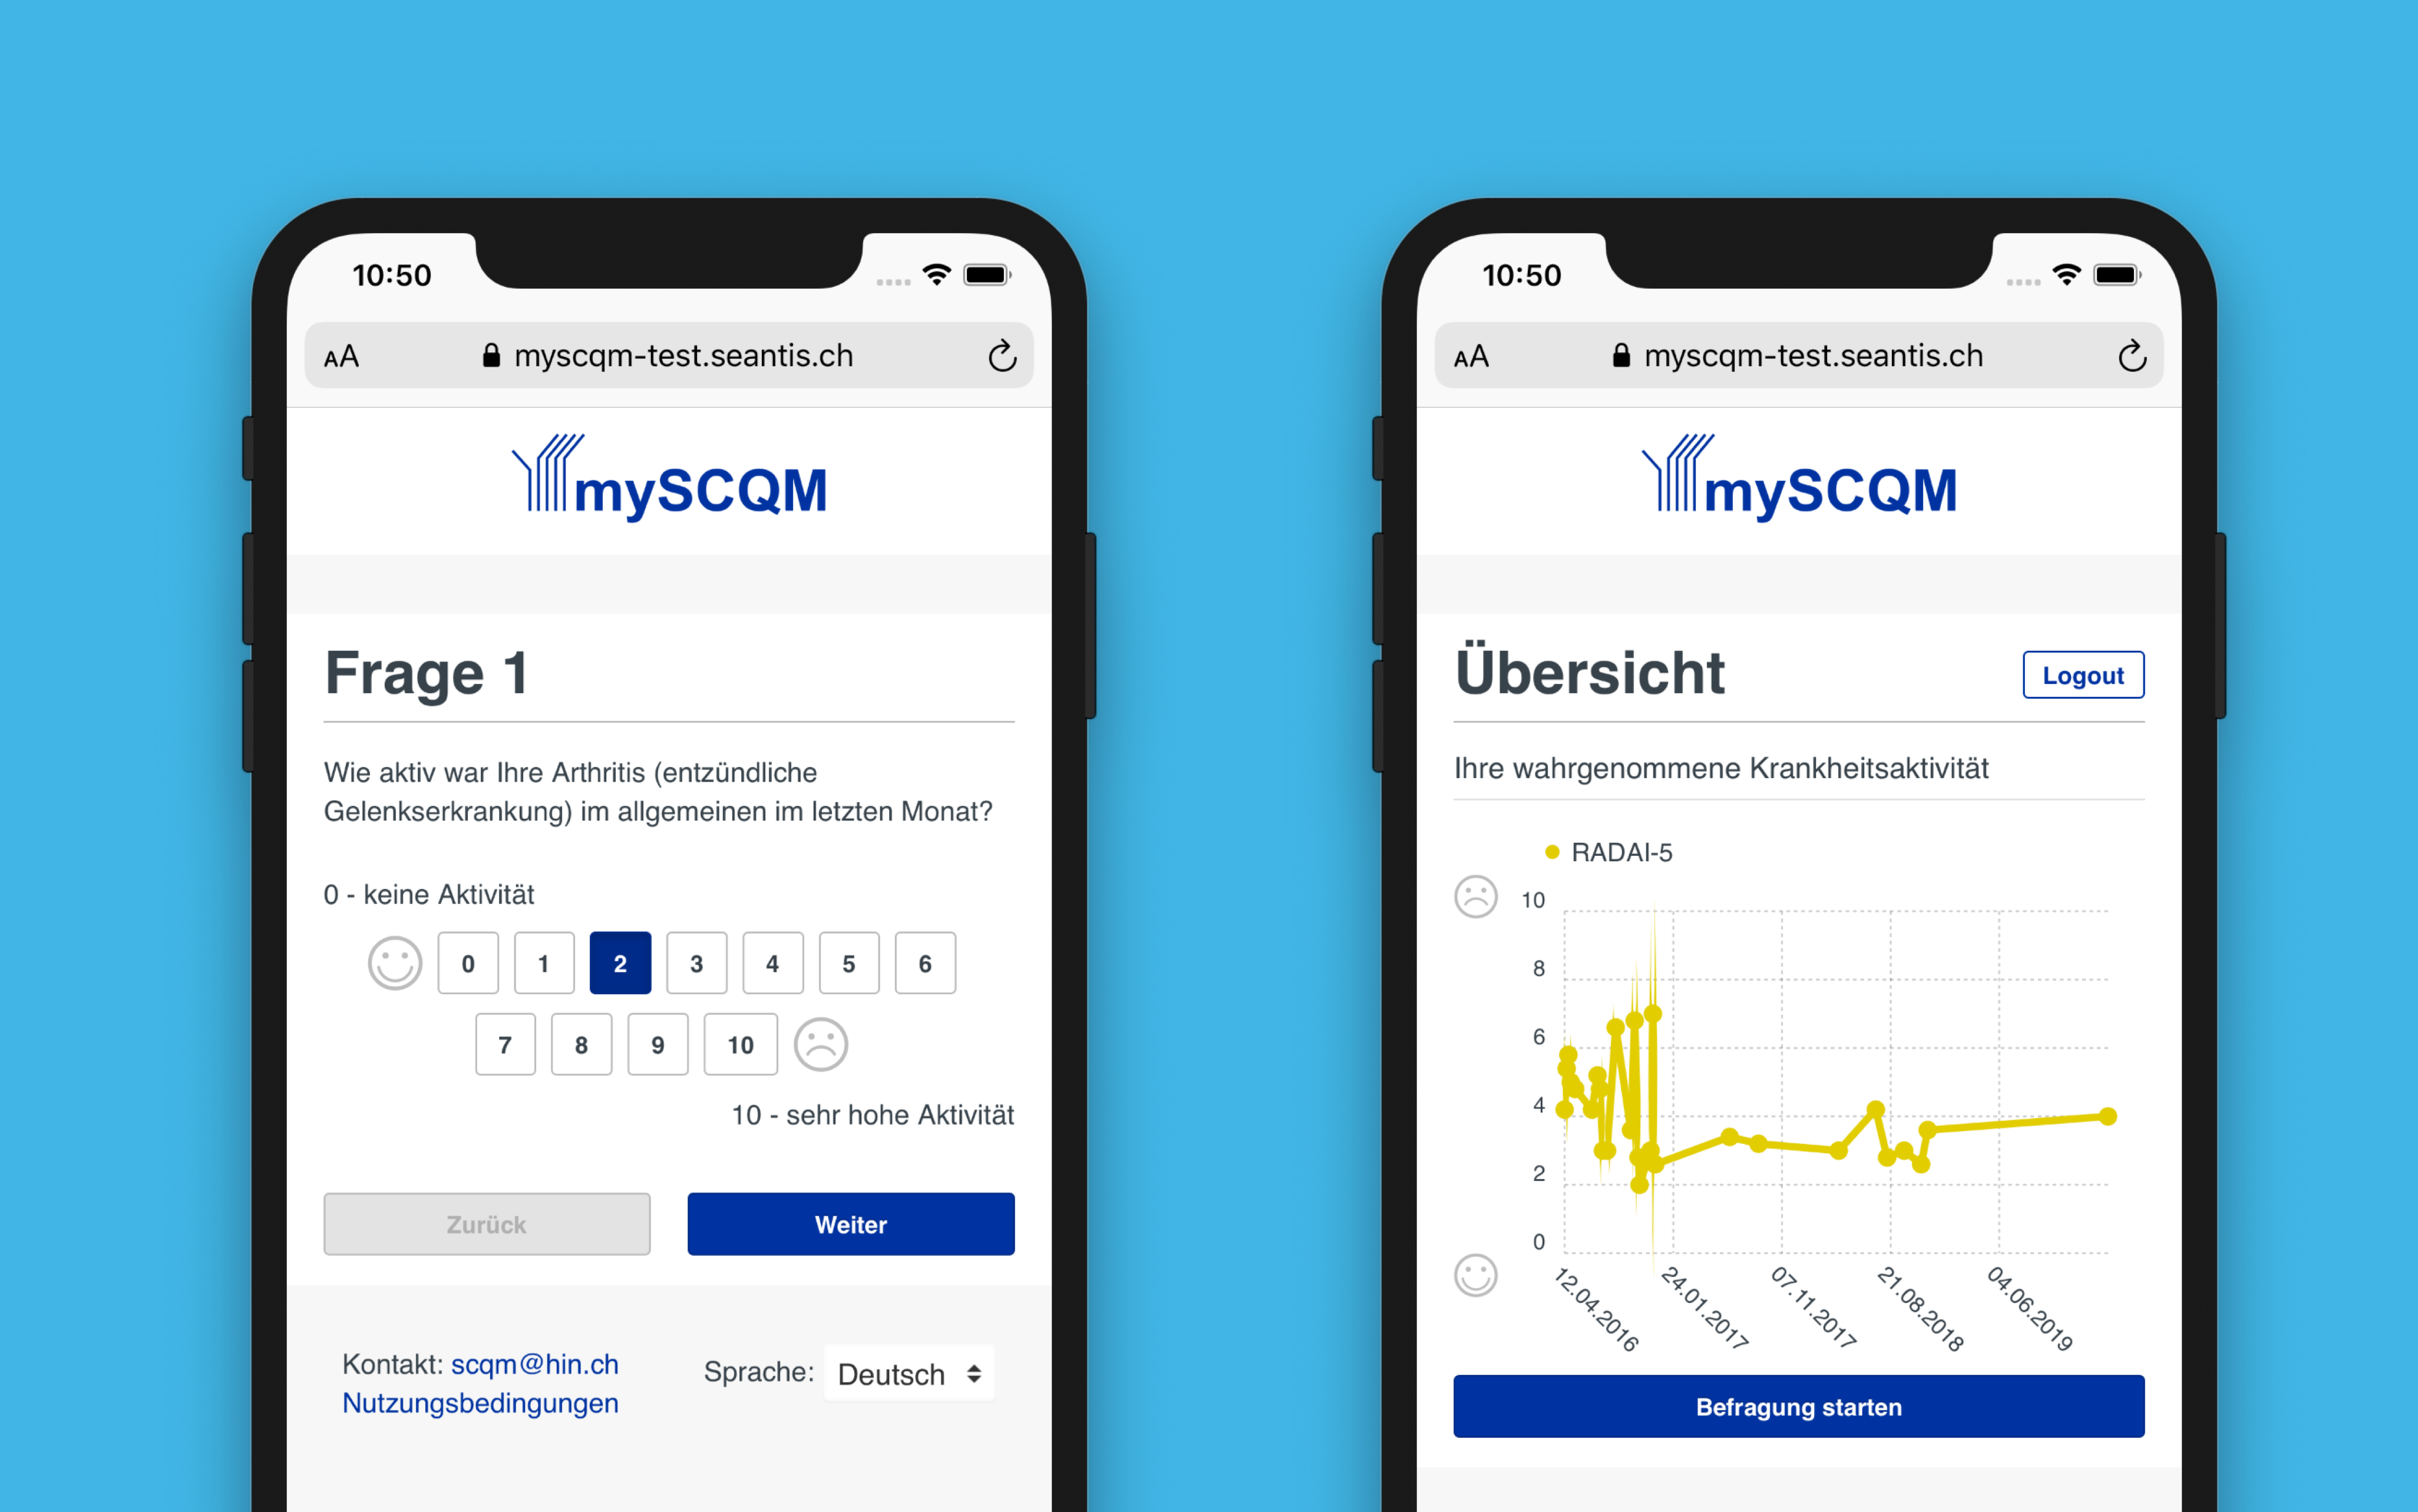 10:50
AA
myscqm-test.seantis.ch
mySCQM
Frage 1
Wie aktiv war Ihre Arthritis (entzündliche
Gelenkserkrankung) im allgemeinen im letzten Monat?
0 - keine Aktivität
0 1 2 3 4 5 6
7 8 9 10
10 - sehr hohe Aktivität
Zurück Weiter
Kontakt: scqm@hin.ch
Nutzungsbedingungen
Sprache: Deutsch
10:50
AA
myscqm-test.seantis.ch
mySCQM
Übersicht
Logout
Ihre wahrgenommene Krankheitsaktivität
RADAI-5
10
8
6
4
2
0
12.04.2016
24.01.2017
07.11.2017
21.08.2018
04.06.2019
Befragung starten